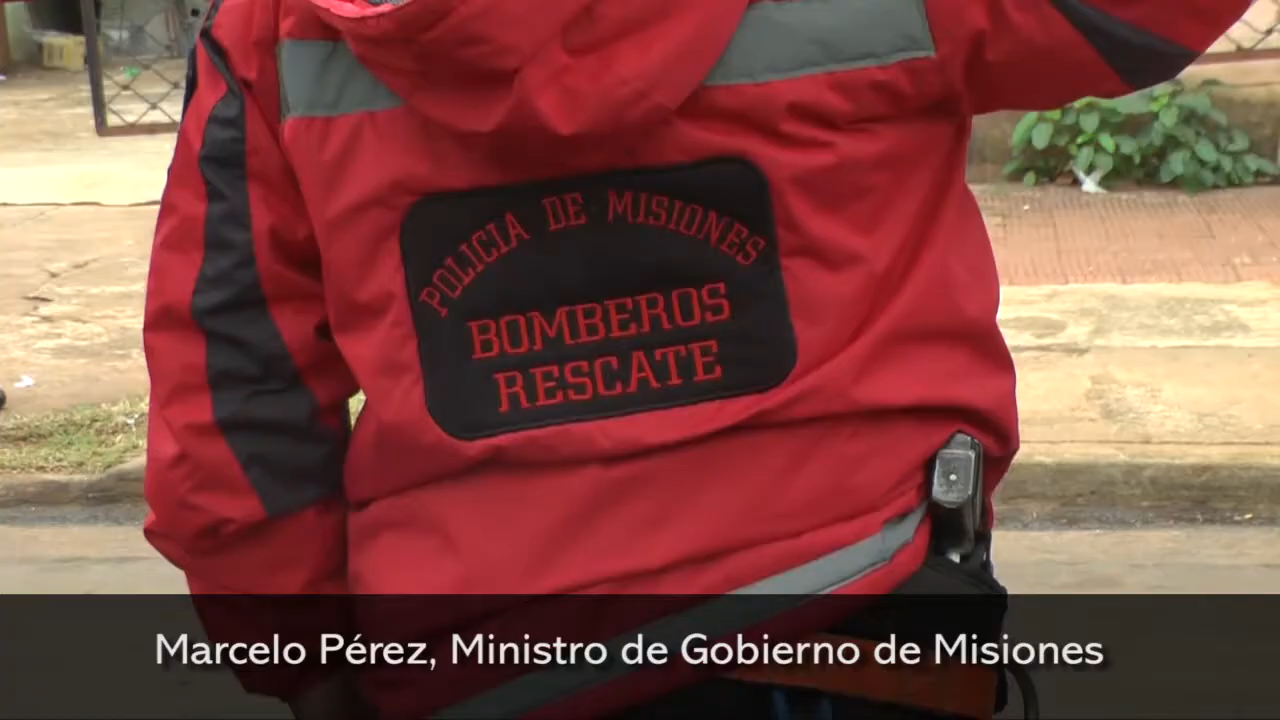 POLICIA DE MISIONES
BOMBEROS
RESCATE
Marcelo Pérez, Ministro de Gobierno de Misiones